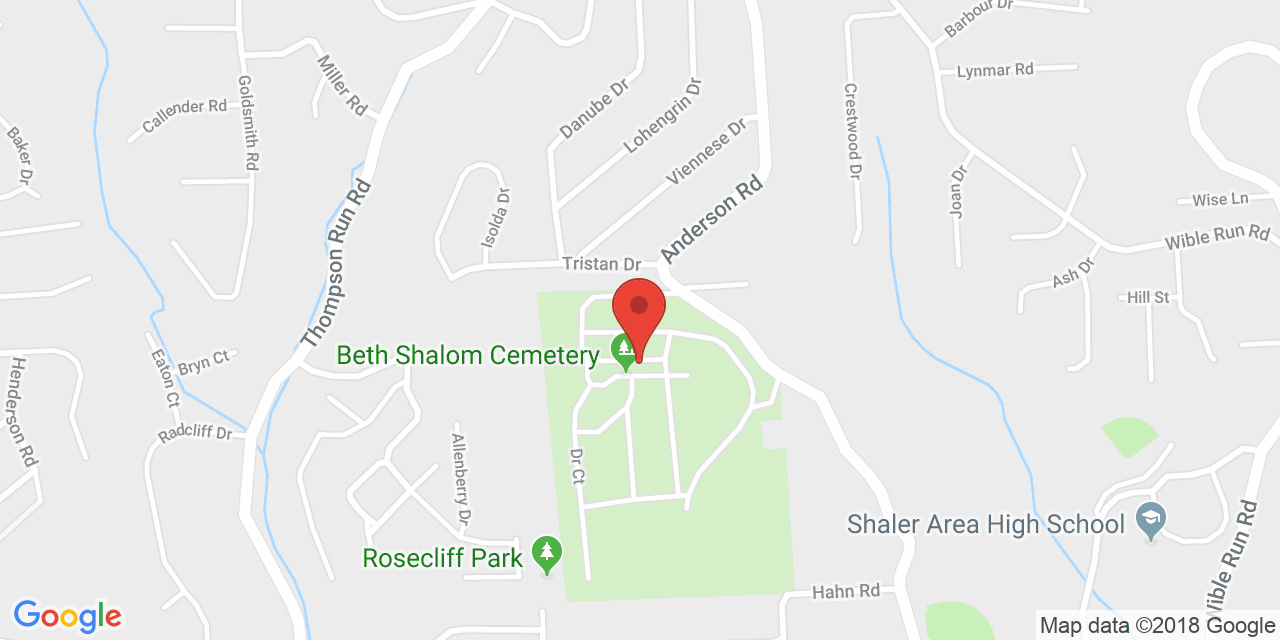 Barbour Dr
Lynmar Rd
Miller Rd
Goldsmith Rd
Callender Rd
Danube Dr
Lohengrin Dr
Viennese Dr
Crestwood Dr
Baker Dr
Joan Dr
Wise Ln
Isolda Dr
Anderson Rd
Thompson Run Rd
Wible Run Rd
Tristan Dr
Ash Dr
Hill St
Beth Shalom Cemetery
Bryn Ct
Eaton Ct
Henderson Rd
Radcliff Dr
Allenberry Dr
Dr Ct
Shaler Area High School
Rosecliff Park
Wible Run Rd
Hahn Rd
Google
Map data ©2018 Google